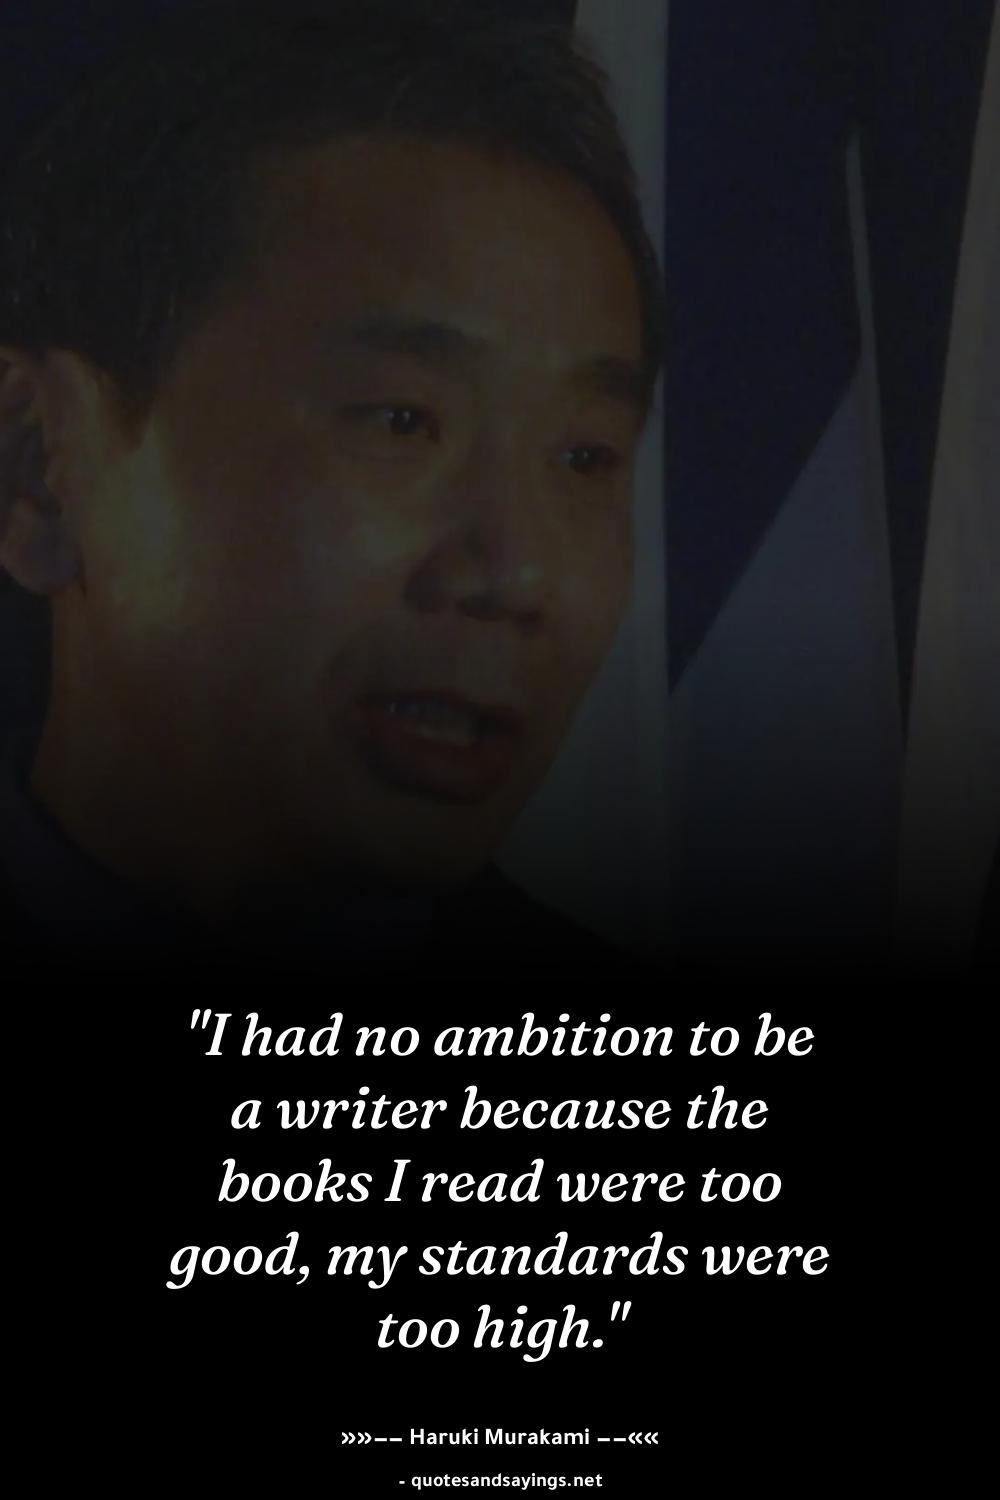 "I had no ambition to be
a writer because the
books I read were too
good, my standards were
too high."
»»−− Haruki Murakami −−««
- quotesandsayings.net